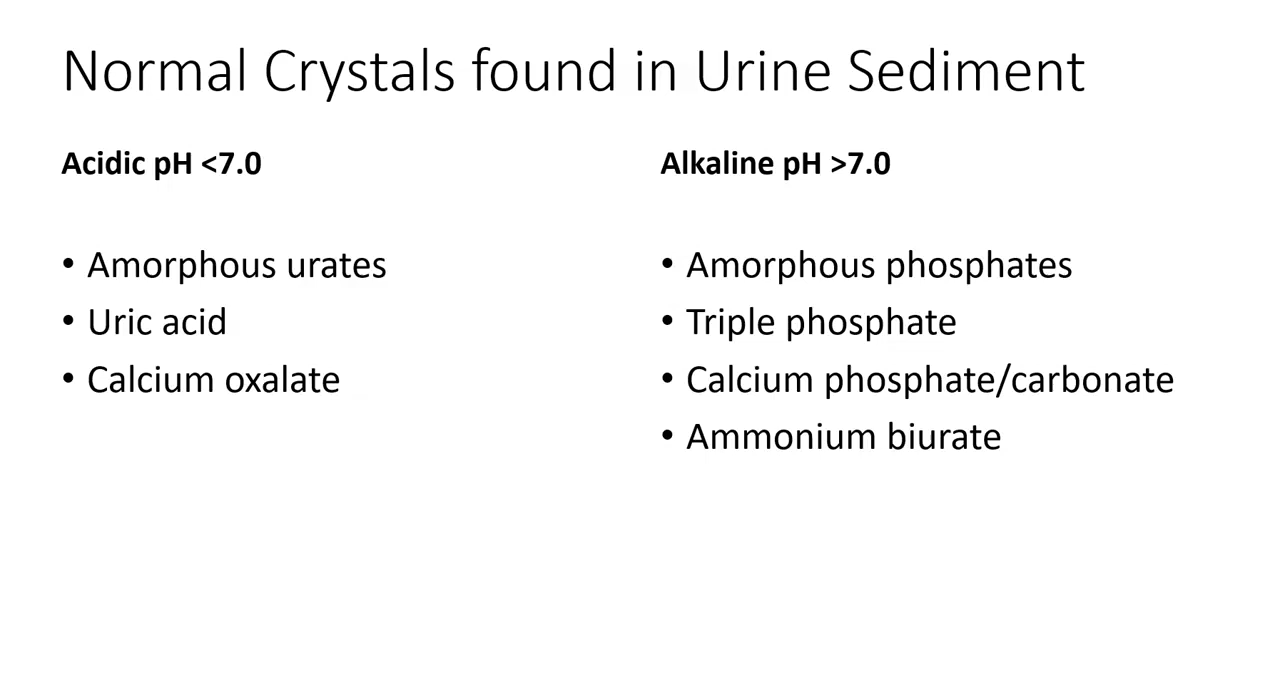 Normal Crystals found in Urine Sediment
Acidic pH <7.0
• Amorphous urates
• Uric acid
• Calcium oxalate
Alkaline pH >7.0
• Amorphous phosphates
• Triple phosphate
• Calcium phosphate/carbonate
• Ammonium biurate